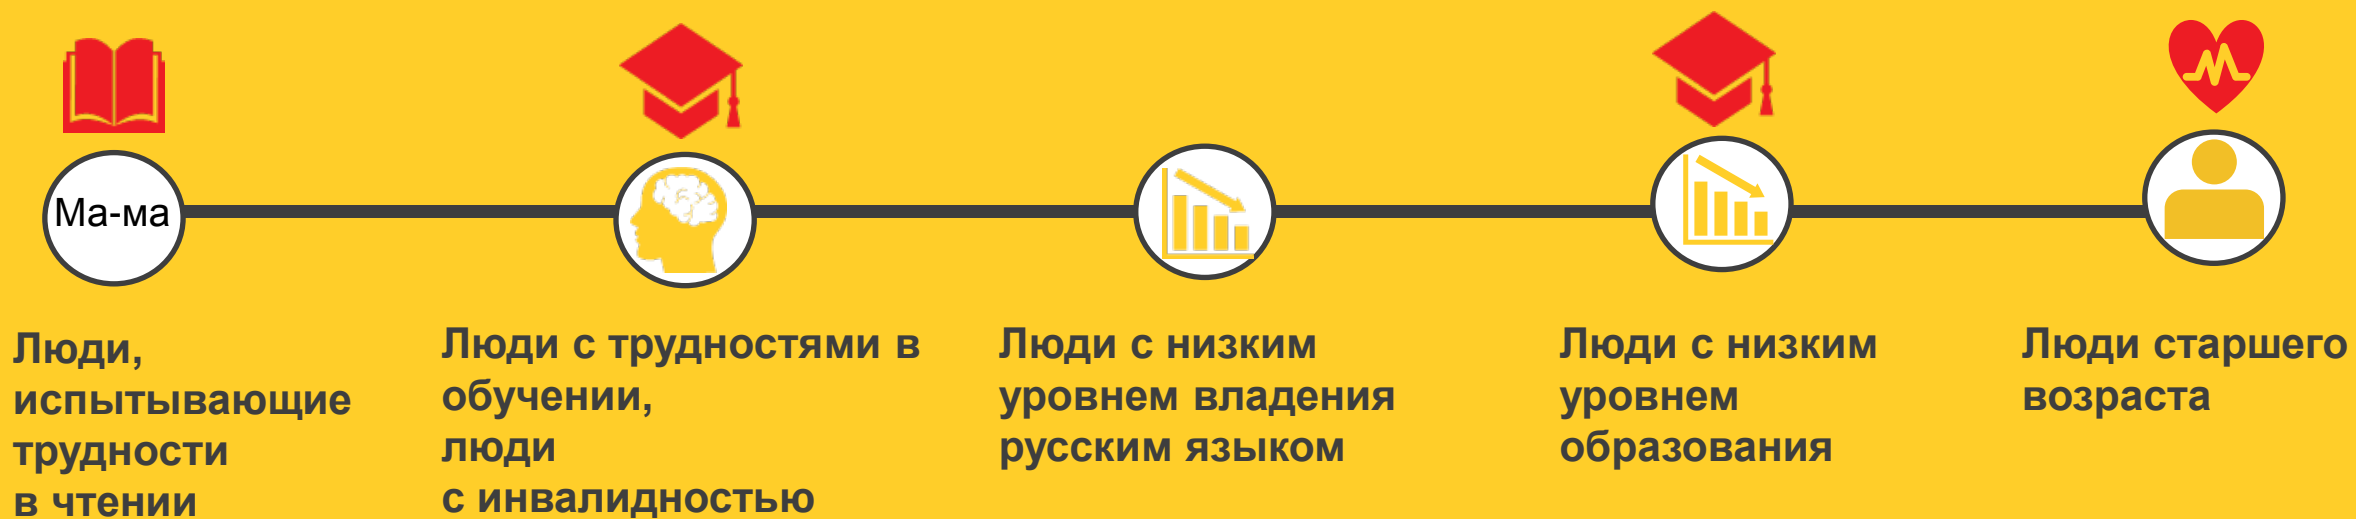 Ма-ма
Люди,
испытывающие
трудности
в чтении
Люди с трудностями в
обучении,
люди
с инвалидностью
Люди с низким
уровнем владения
русским языком
Люди с низким
уровнем
образования
Люди старшего
возраста